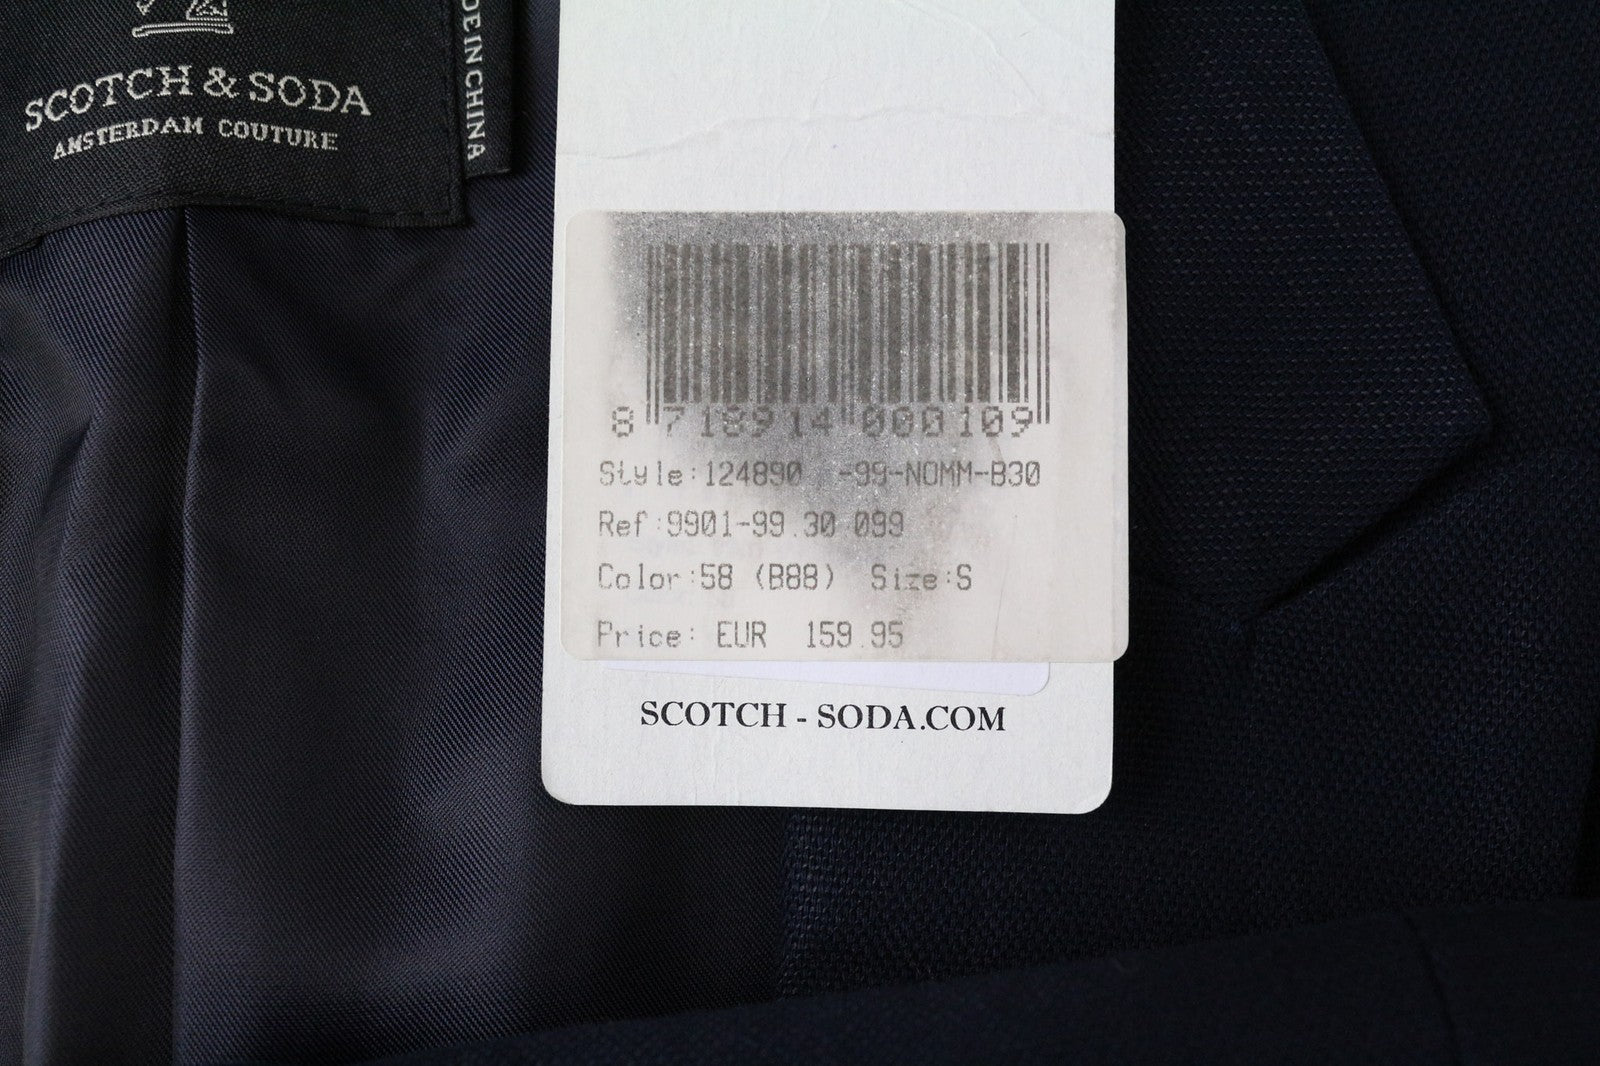 SCOTCH & SODA
AMSTERDAM COUTURE
DE IN CHINA
8 718914 000109
Style:124890 -99-NOMM-B30
Ref:9901-99.30 099
Color:58 (B88) Size:S
Price: EUR 159.95
SCOTCH - SODA.COM